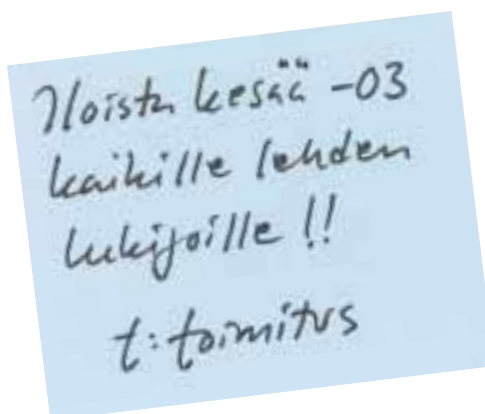 Iloista kesää -03
kaikille lehden
lukijoille !!
t: toimitus